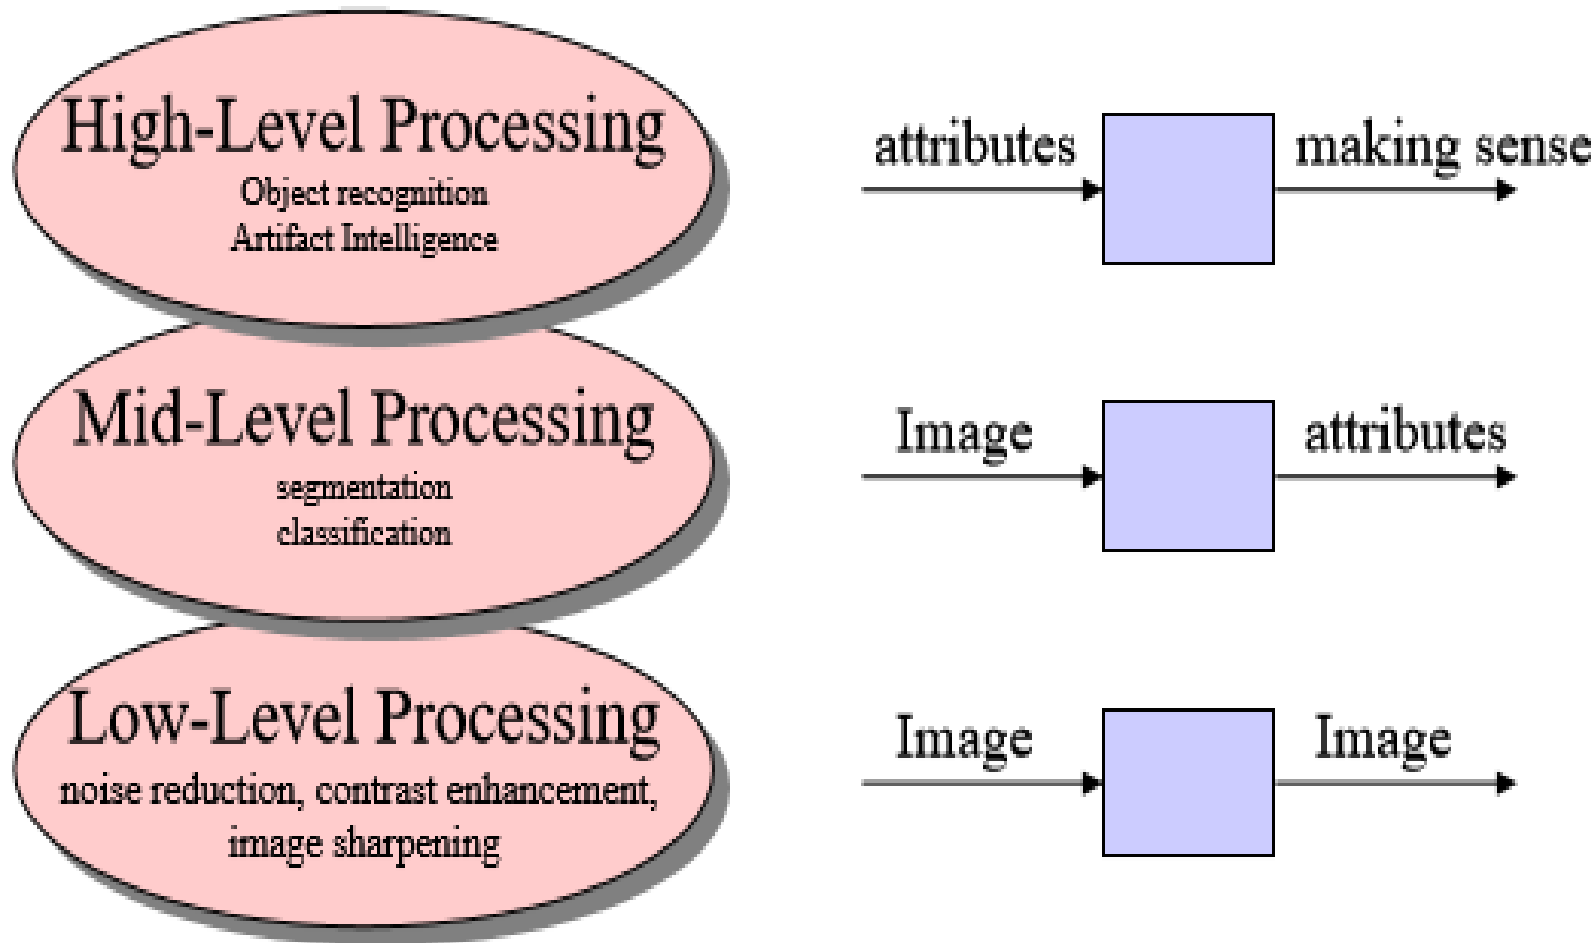 High-Level Processing
Object recognition
Artifact Intelligence
attributes
making sense
Mid-Level Processing
segmentation
classification
Image
attributes
Low-Level Processing
noise reduction, contrast enhancement,
image sharpening
Image
Image